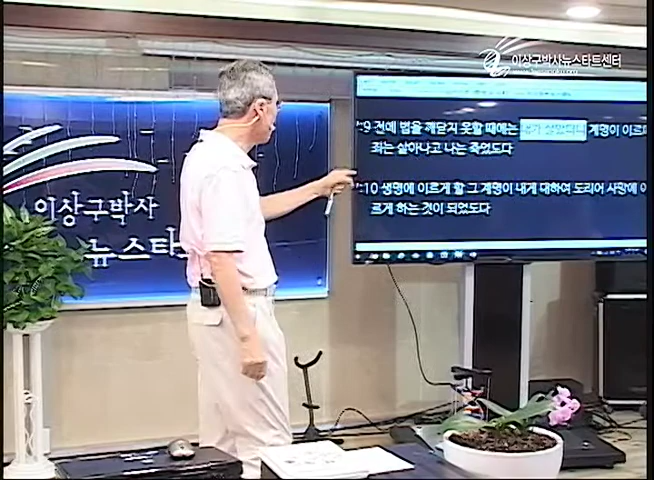 이상구박사뉴스타트센터
:9 전에 법을 깨닫지 못할 때에는 내가 살았더니 계명이 이르매
죄는 살아나고 나는 죽었도다
:10 생명에 이르게 할 그 계명이 내게 대하여 도리어 사망에 이
르게 하는 것이 되었도다
이상구박사
뉴스타